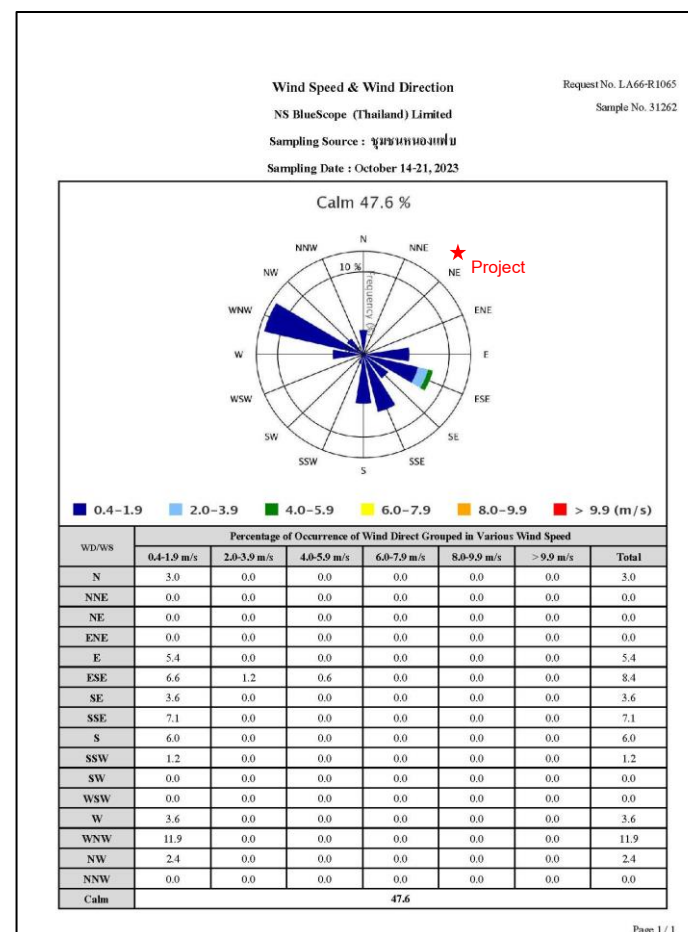 Wind Speed & Wind Direction
Request No. LA66-R1065
NS BlueScope (Thailand) Limited
Sample No. 31262
Sampling Source : ชุมชนหนองแฟบ
Sampling Date : October 14-21, 2023
Calm 47.6 %
N
NNW
NNE
10 %
Frequency (%)
NW
NE
Project
WNW
ENE
W
E
WSW
ESE
SW
SE
SSW
SSE
S
0.4-1.9 2.0-3.9 4.0-5.9 6.0-7.9 8.0-9.9 > 9.9 (m/s)
WD/WS Percentage of Occurrence of Wind Direct Grouped in Various Wind Speed
0.4-1.9 m/s 2.0-3.9 m/s 4.0-5.9 m/s 6.0-7.9 m/s 8.0-9.9 m/s > 9.9 m/s Total
N 3.0 0.0 0.0 0.0 0.0 0.0 3.0
NNE 0.0 0.0 0.0 0.0 0.0 0.0 0.0
NE 0.0 0.0 0.0 0.0 0.0 0.0 0.0
ENE 0.0 0.0 0.0 0.0 0.0 0.0 0.0
E 5.4 0.0 0.0 0.0 0.0 0.0 5.4
ESE 6.6 1.2 0.6 0.0 0.0 0.0 8.4
SE 3.6 0.0 0.0 0.0 0.0 0.0 3.6
SSE 7.1 0.0 0.0 0.0 0.0 0.0 7.1
S 6.0 0.0 0.0 0.0 0.0 0.0 6.0
SSW 1.2 0.0 0.0 0.0 0.0 0.0 1.2
SW 0.0 0.0 0.0 0.0 0.0 0.0 0.0
WSW 0.0 0.0 0.0 0.0 0.0 0.0 0.0
W 3.6 0.0 0.0 0.0 0.0 0.0 3.6
WNW 11.9 0.0 0.0 0.0 0.0 0.0 11.9
NW 2.4 0.0 0.0 0.0 0.0 0.0 2.4
NNW 0.0 0.0 0.0 0.0 0.0 0.0 0.0
Calm 47.6
Page 1 / 1